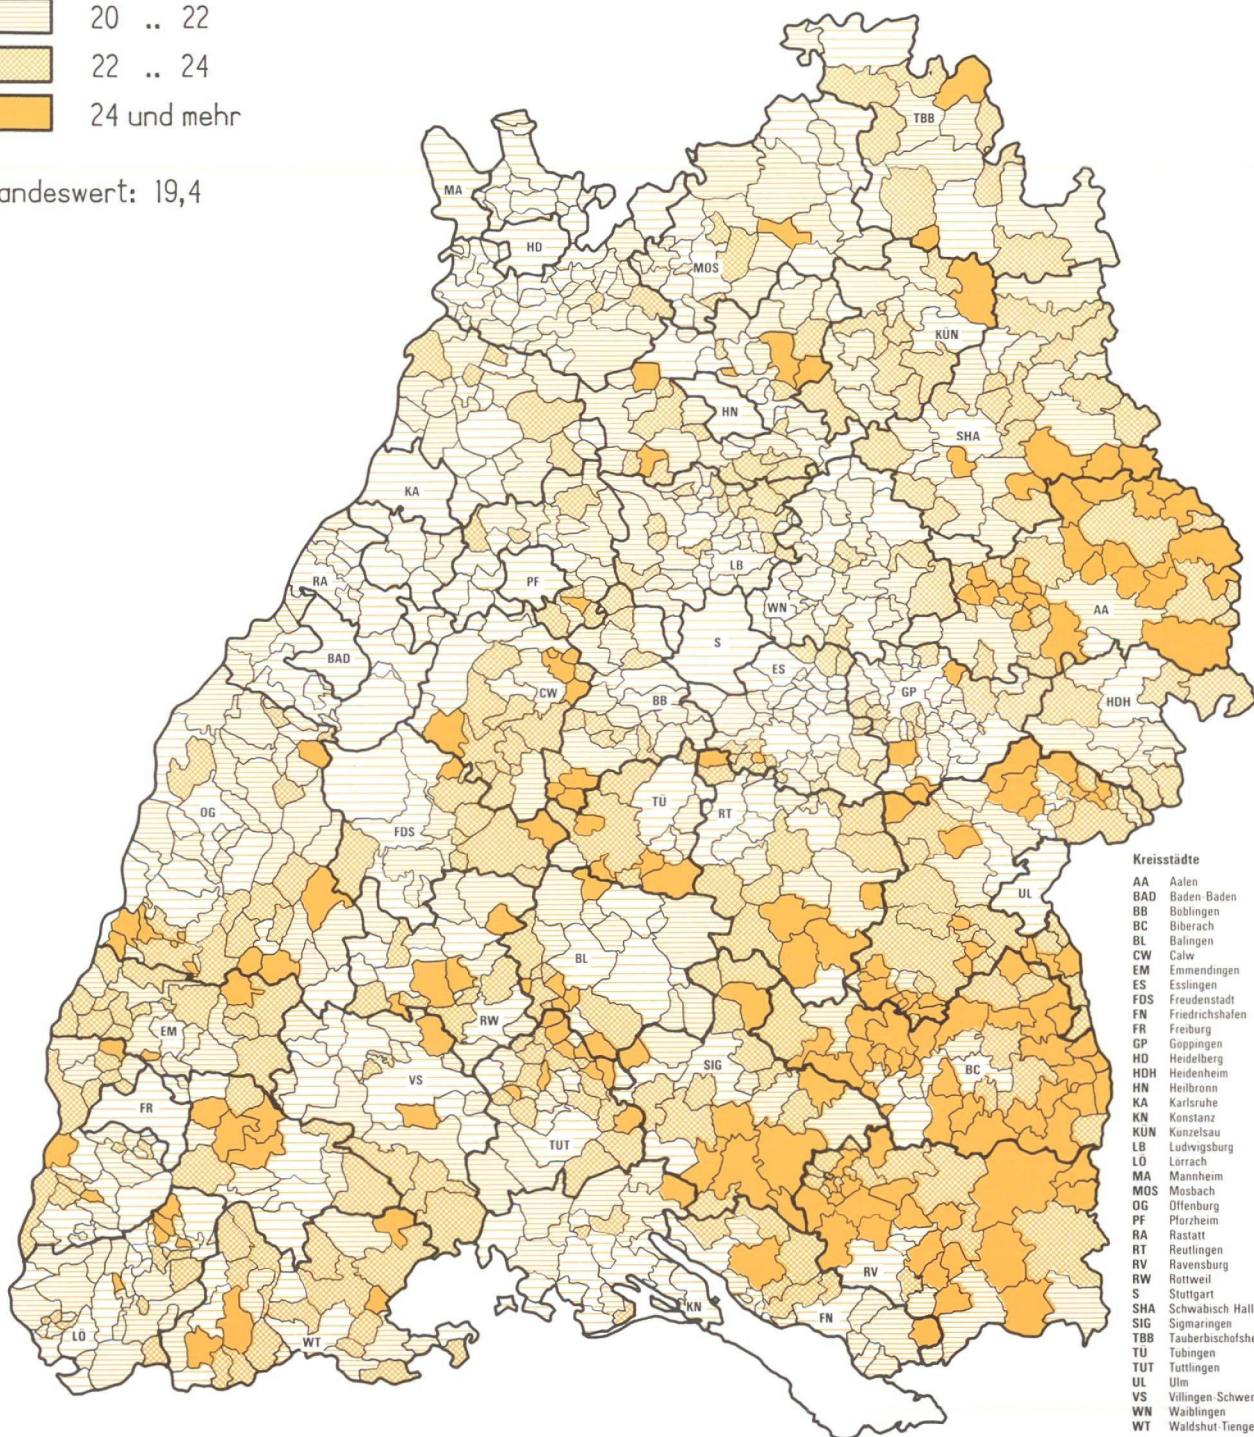 20 .. 22
22 .. 24
24 und mehr
andeswert: 19,4
TBB
MA
HD
MOS
KÜN
HN
SHA
KA
LB
RA
PF
WN
AA
S
BAD
ES
CW
GP
BB
HDH
TÜ
OG
RT
FDS
UL
BL
RW
EM
SIG
BC
VS
FR
TUT
RV
KN
FN
LÖ
WT
Kreisstädte
AA Aalen
BAD Baden-Baden
BB Boblingen
BC Biberach
BL Balingen
CW Calw
EM Emmendingen
ES Esslingen
FDS Freudenstadt
FN Friedrichshafen
FR Freiburg
GP Goppingen
HD Heidelberg
HDH Heidenheim
HN Heilbronn
KA Karlsruhe
KN Konstanz
KÜN Kunzelsau
LB Ludwigsburg
LÖ Lorrach
MA Mannheim
MOS Mosbach
OG Offenburg
PF Pforzheim
RA Rastatt
RT Reutlingen
RV Ravensburg
RW Rottweil
S Stuttgart
SHA Schwabisch Hall
SIG Sigmaringen
TBB Tauberbischofshe
TÜ Tubingen
TUT Tuttlingen
UL Ulm
VS Villingen-Schwer
WN Waiblingen
WT Waldshut-Tienge